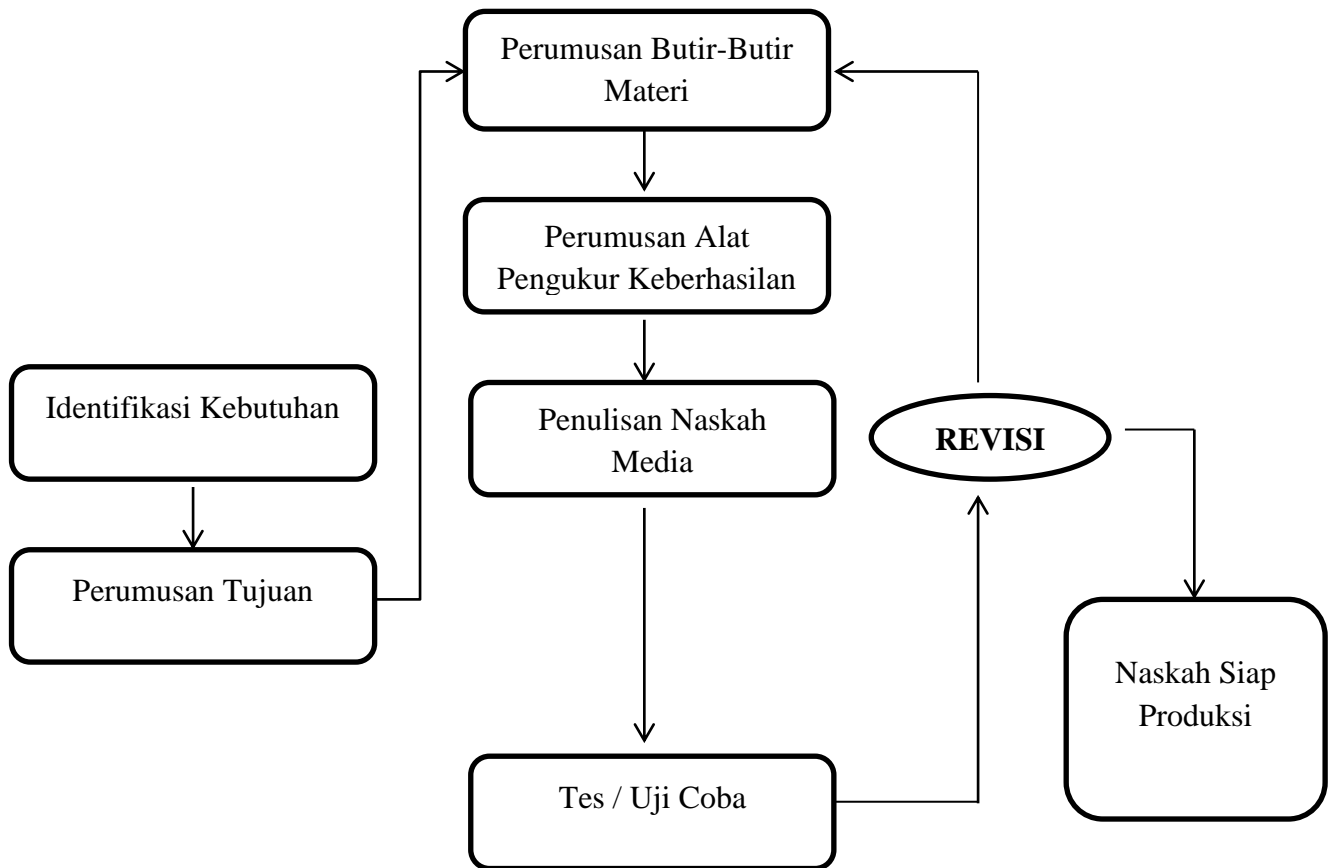 Identifikasi Kebutuhan
Perumusan Tujuan
Perumusan Butir-Butir
Materi
Perumusan Alat
Pengukur Keberhasilan
Penulisan Naskah
Media
Tes / Uji Coba
REVISI
Naskah Siap
Produksi